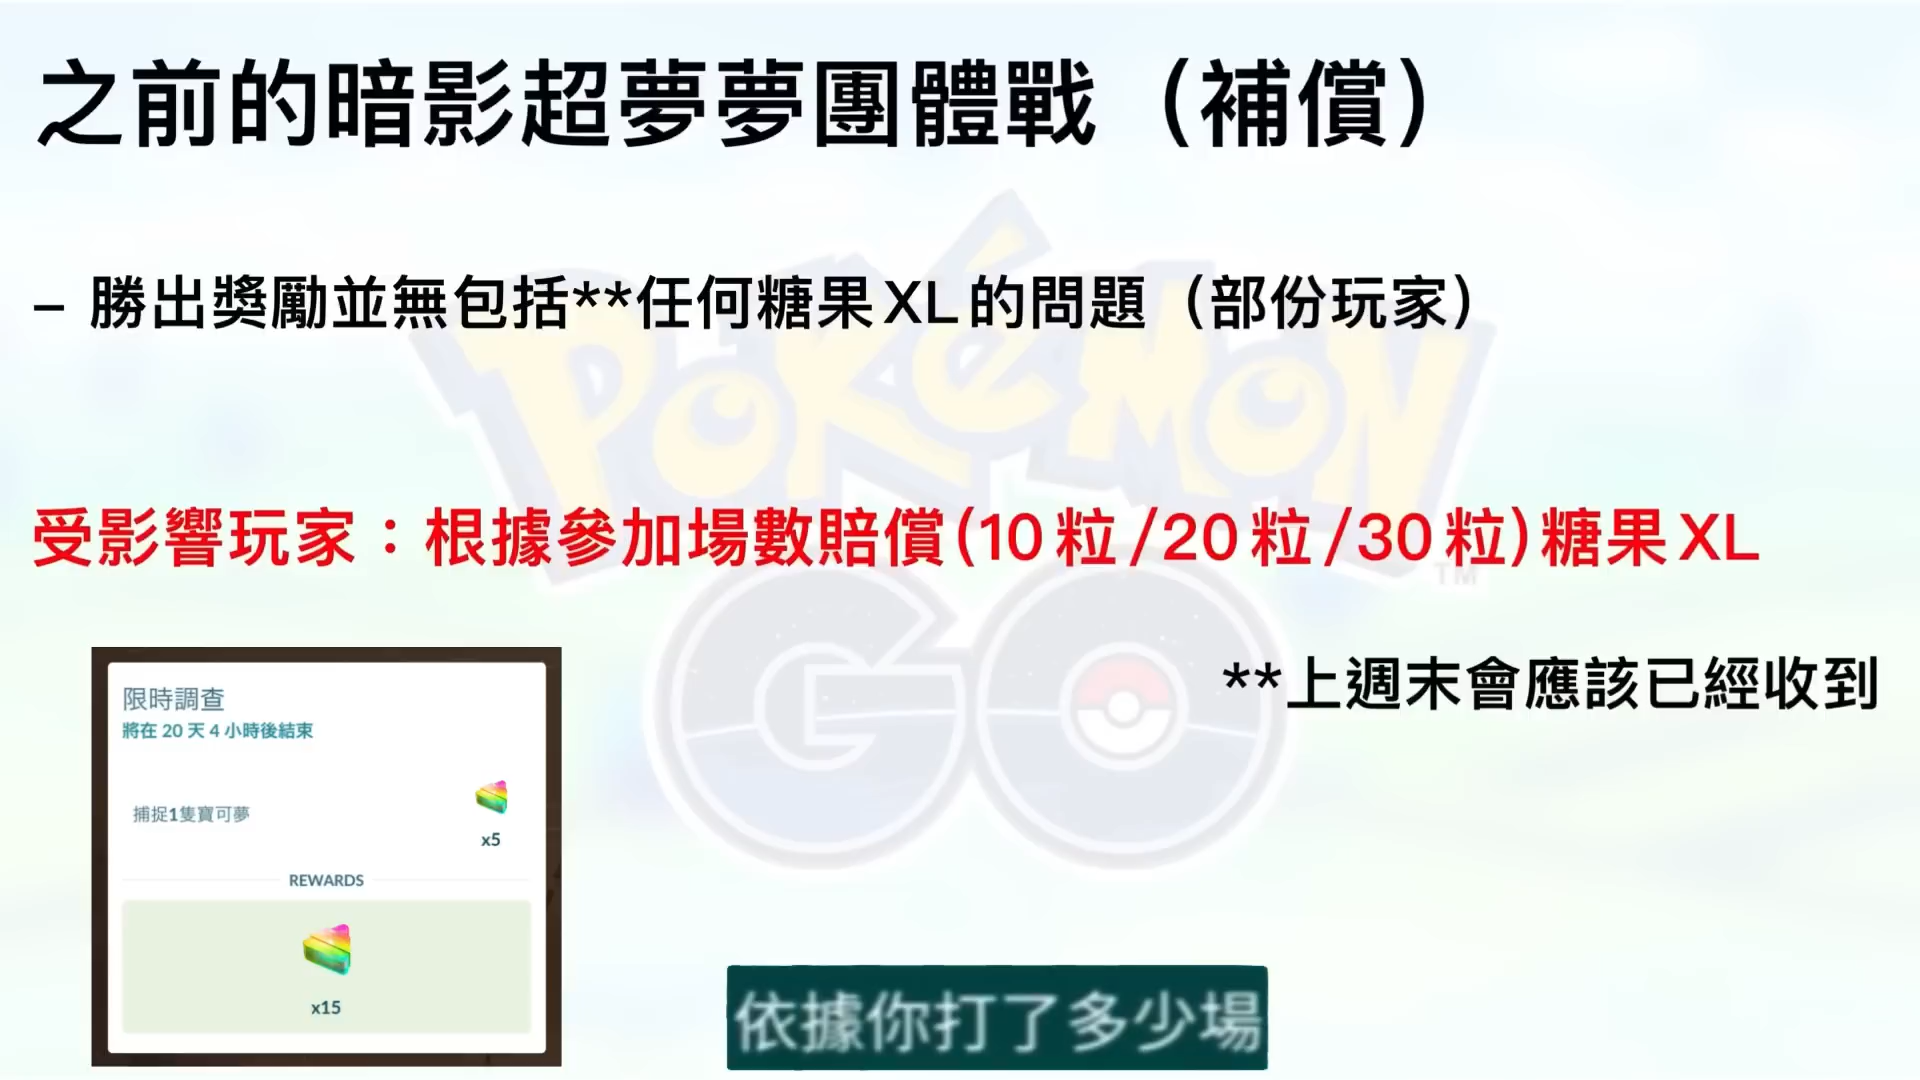 之前的暗影超夢夢團體戰（補償）
– 勝出獎勵並無包括**任何糖果XL的問題（部份玩家）
POKÉMON
GO
TM
受影響玩家：根據參加場數賠償(10粒/20粒/30粒)糖果XL
**上週末會應該已經收到
限時調查
將在 20 天 4 小時後結束
捕捉1隻寶可夢
x5
REWARDS
x15
依據你打了多少場